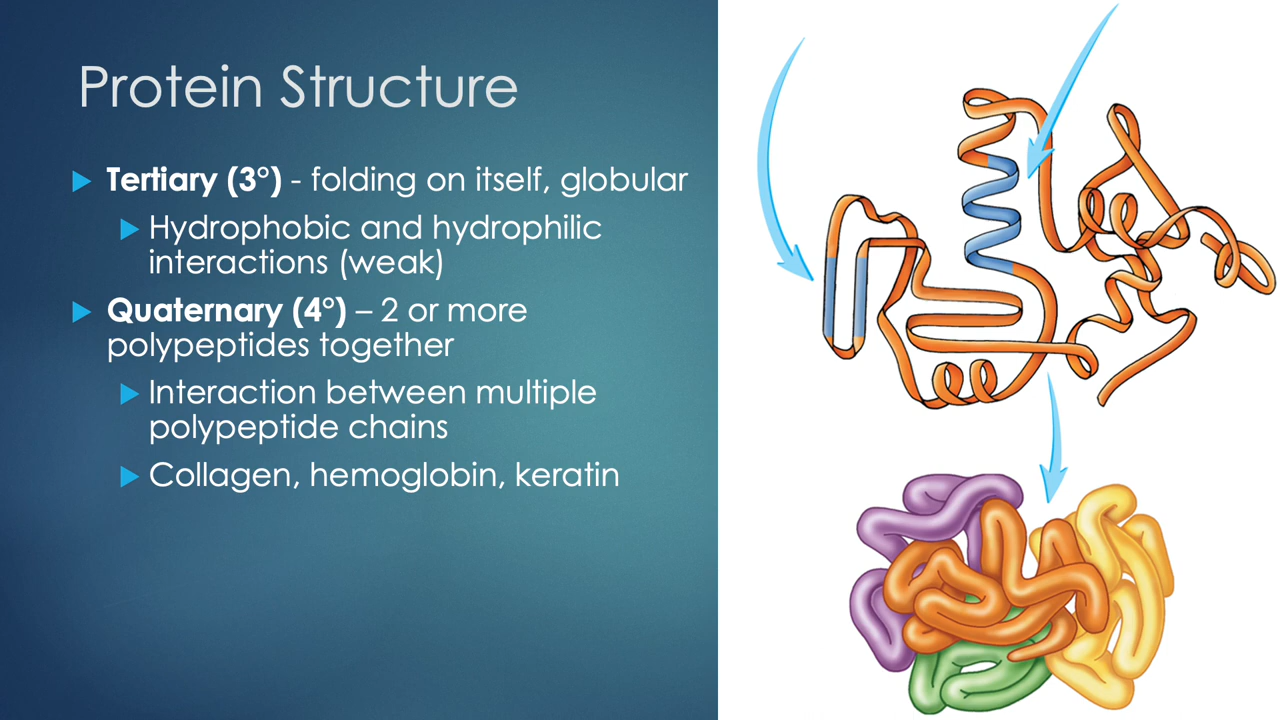 Protein Structure
Tertiary (3°) - folding on itself, globular
Hydrophobic and hydrophilic
interactions (weak)
Quaternary (4°) – 2 or more
polypeptides together
Interaction between multiple
polypeptide chains
Collagen, hemoglobin, keratin